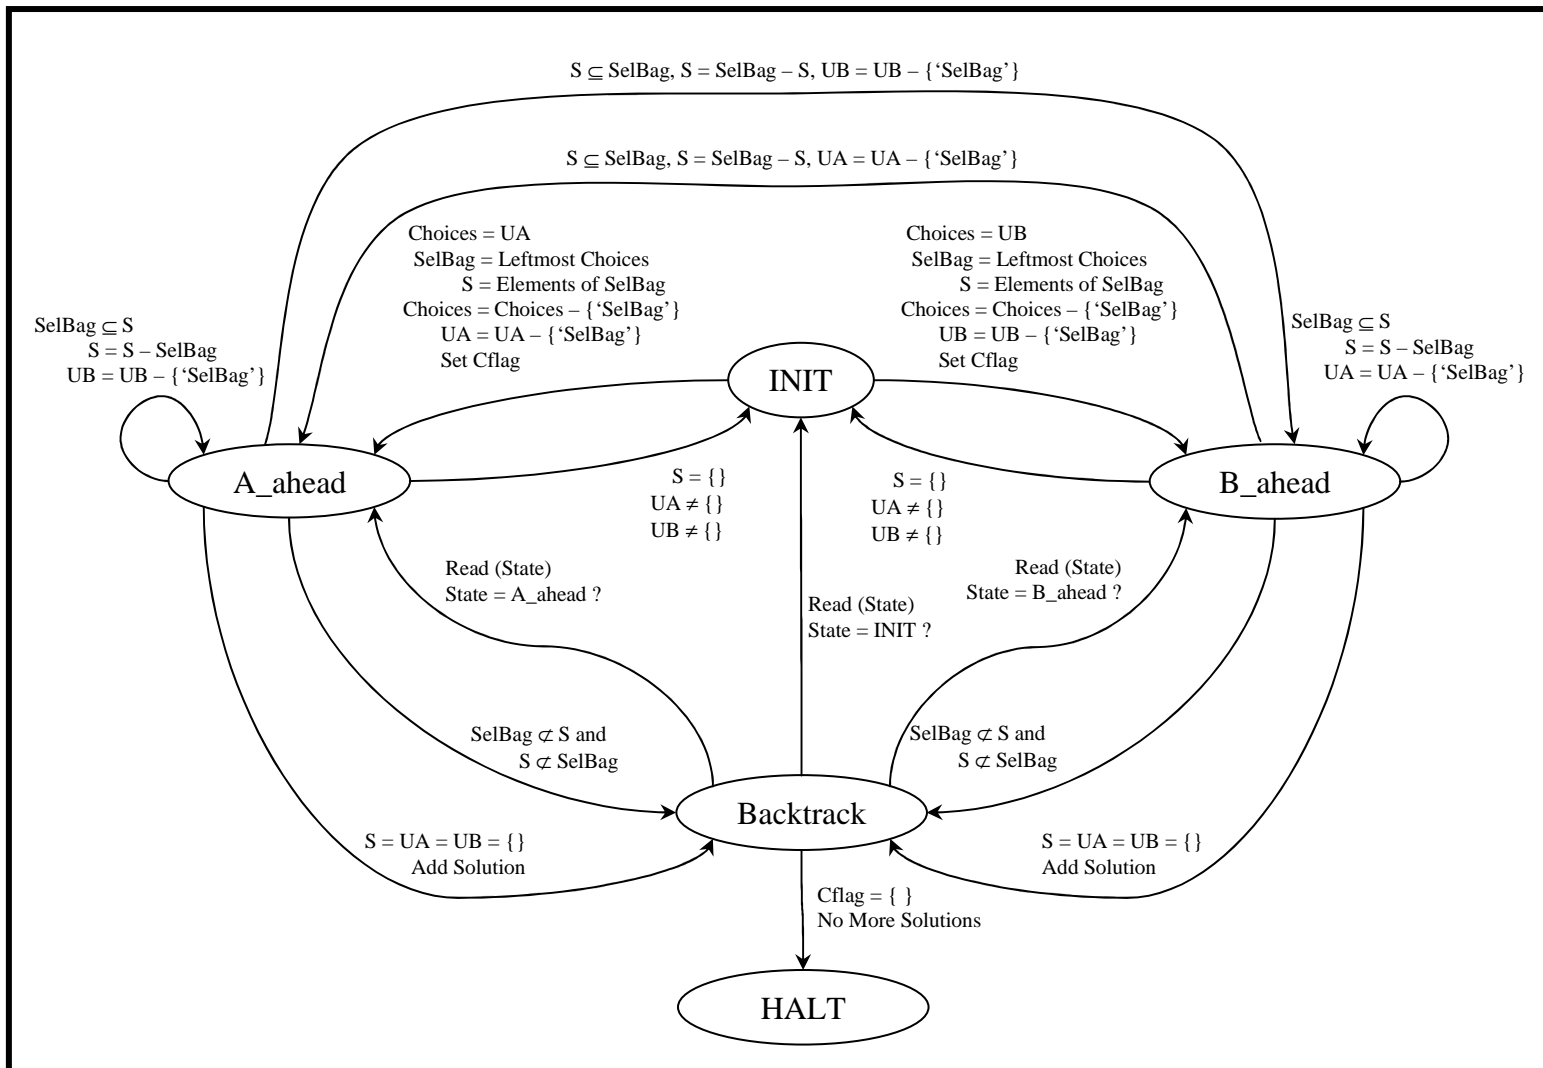 S ⊆ SelBag, S = SelBag – S, UB = UB – {‘SelBag’}
S ⊆ SelBag, S = SelBag – S, UA = UA – {‘SelBag’}
Choices = UA
SelBag = Leftmost Choices
S = Elements of SelBag
Choices = Choices – {‘SelBag’}
UA = UA – {‘SelBag’}
Set Cflag
Choices = UB
SelBag = Leftmost Choices
S = Elements of SelBag
Choices = Choices – {‘SelBag’}
UB = UB – {‘SelBag’}
Set Cflag
SelBag ⊆ S
S = S – SelBag
UB = UB – {‘SelBag’}
SelBag ⊆ S
S = S – SelBag
UA = UA – {‘SelBag’}
INIT
A_ahead
B_ahead
S = {}
UA ≠ {}
UB ≠ {}
S = {}
UA ≠ {}
UB ≠ {}
Read (State)
State = A_ahead ?
Read (State)
State = INIT ?
Read (State)
State = B_ahead ?
SelBag ⊄ S and
S ⊄ SelBag
SelBag ⊄ S and
S ⊄ SelBag
Backtrack
S = UA = UB = {}
Add Solution
S = UA = UB = {}
Add Solution
Cflag = { }
No More Solutions
HALT